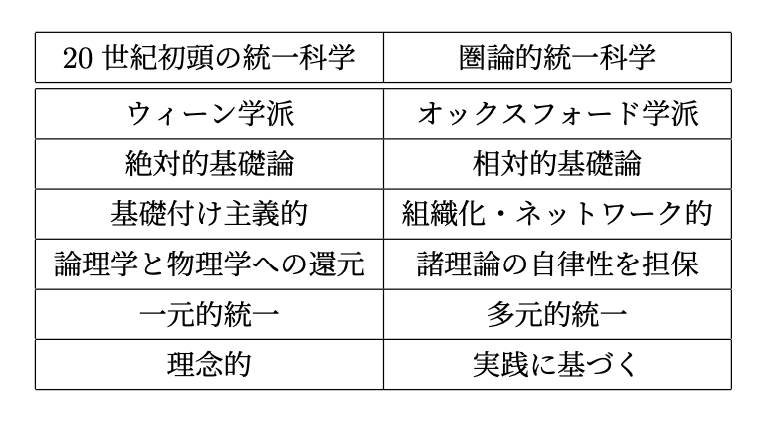 20 世紀初頭の統一科学 圏論的統一科学
ウィーン学派 オックスフォード学派
絶対的基礎論 相対的基礎論
基礎付け主義的 組織化・ネットワーク的
論理学と物理学への還元 諸理論の自律性を担保
一元的統一 多元的統一
理念的 実践に基づく